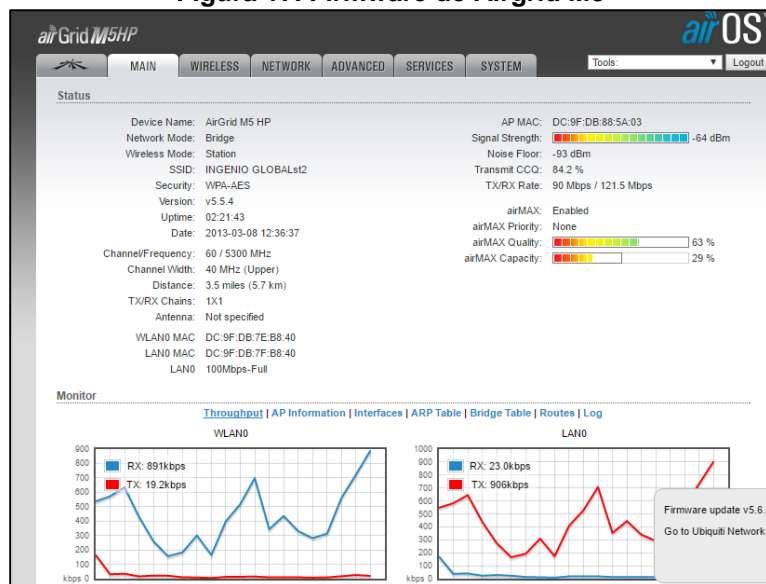 airGrid M5HP
airOS
MAIN WIRELESS NETWORK ADVANCED SERVICES SYSTEM Tools: Logout
Status
Device Name: AirGrid M5 HP
Network Mode: Bridge
Wireless Mode: Station
SSID: INGENIO GLOBALst2
Security: WPA-AES
Version: v5.5.4
Uptime: 02:21:43
Date: 2013-03-08 12:36:37
Channel/Frequency: 60 / 5300 MHz
Channel Width: 40 MHz (Upper)
Distance: 3.5 miles (5.7 km)
TX/RX Chains: 1X1
Antenna: Not specified
WLAN0 MAC DC:9F:DB:7E:B8:40
LAN0 MAC DC:9F:DB:7F:B8:40
LAN0 100Mbps-Full
AP MAC: DC:9F:DB:88:5A:03
Signal Strength: -64 dBm
Noise Floor: -93 dBm
Transmit CCQ: 84.2 %
TX/RX Rate: 90 Mbps / 121.5 Mbps
airMAX: Enabled
airMAX Priority: None
airMAX Quality: 63 %
airMAX Capacity: 29 %
Monitor
Throughput | AP Information | Interfaces | ARP Table | Bridge Table | Routes | Log
WLAN0
900
800
700
600
500
400
300
200
100
kbps 0
RX: 891kbps
TX: 19.2kbps
LAN0
1000
900
800
700
600
500
400
300
200
100
kbps 0
RX: 23.0kbps
TX: 906kbps
Firmware update v5.6.
Go to Ubiquiti Network